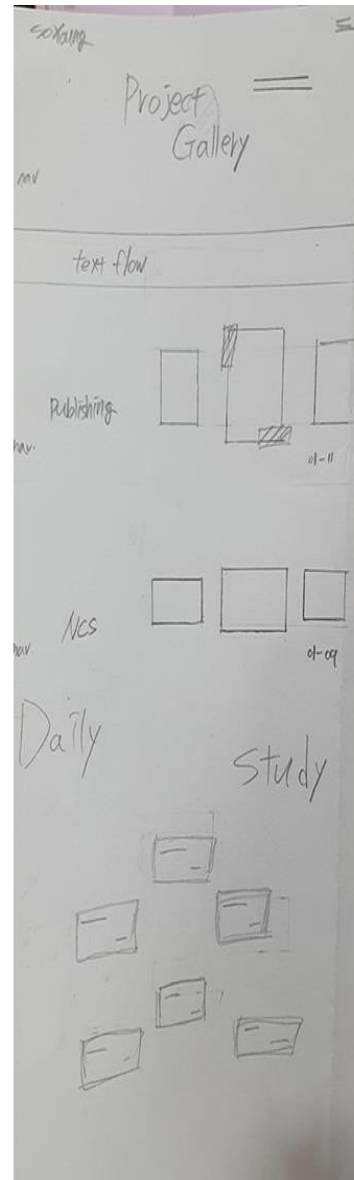 soyoung
Project
Gallery
nav
text flow
Publishing
nav.
01-11
NCS
nav
01-09
Daily
Study